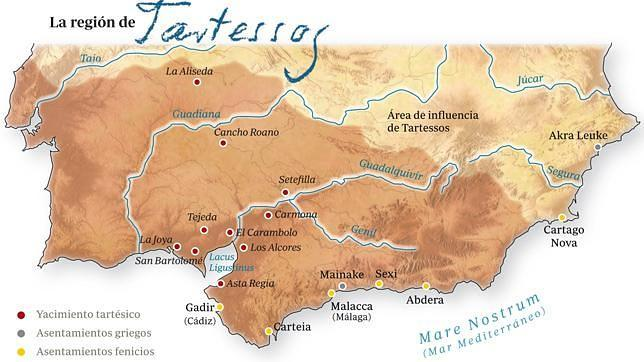 La región de Tartessos
Tajo
La Aliseda
Júcar
Guadiana
Área de influencia
de Tartessos
Cancho Roano
Akra Leuke
Guadalquivir
Segura
Setefilla
Tejeda
Carmona
Cartago
Nova
El Carambolo
Genil
La Joya
Los Alcores
San Bartolomé
Lacus
Ligustinus
Asta Regia
Mainake
Sexi
Gadir
(Cádiz)
Malacca
(Málaga)
Abdera
Carteia
Mare Nostrum
(Mar Mediterráneo)
Yacimiento tartésico
Asentamientos griegos
Asentamientos fenicios